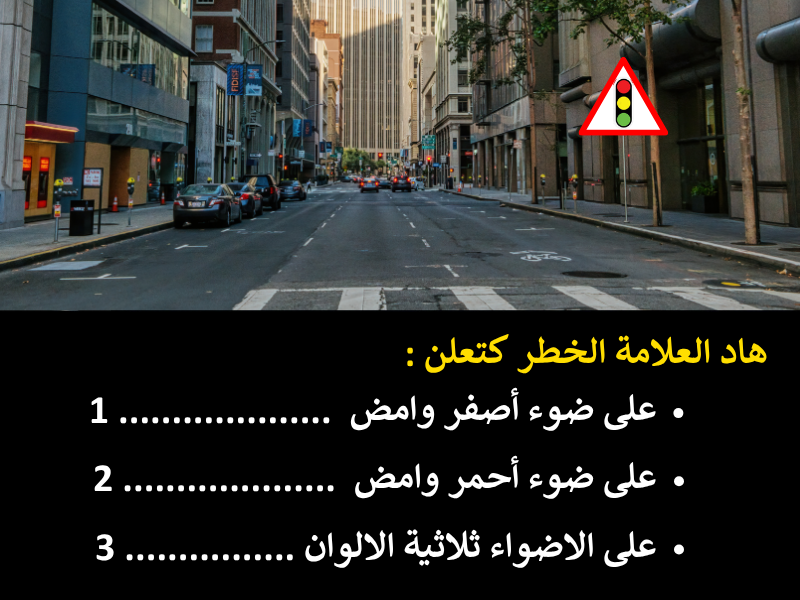 هاد العلامة الخطر كتعلن :
• على ضوء أصفر وامض .................... 1
• على ضوء أحمر وامض .................... 2
• على الاضواء ثلاثية الالوان ................ 3